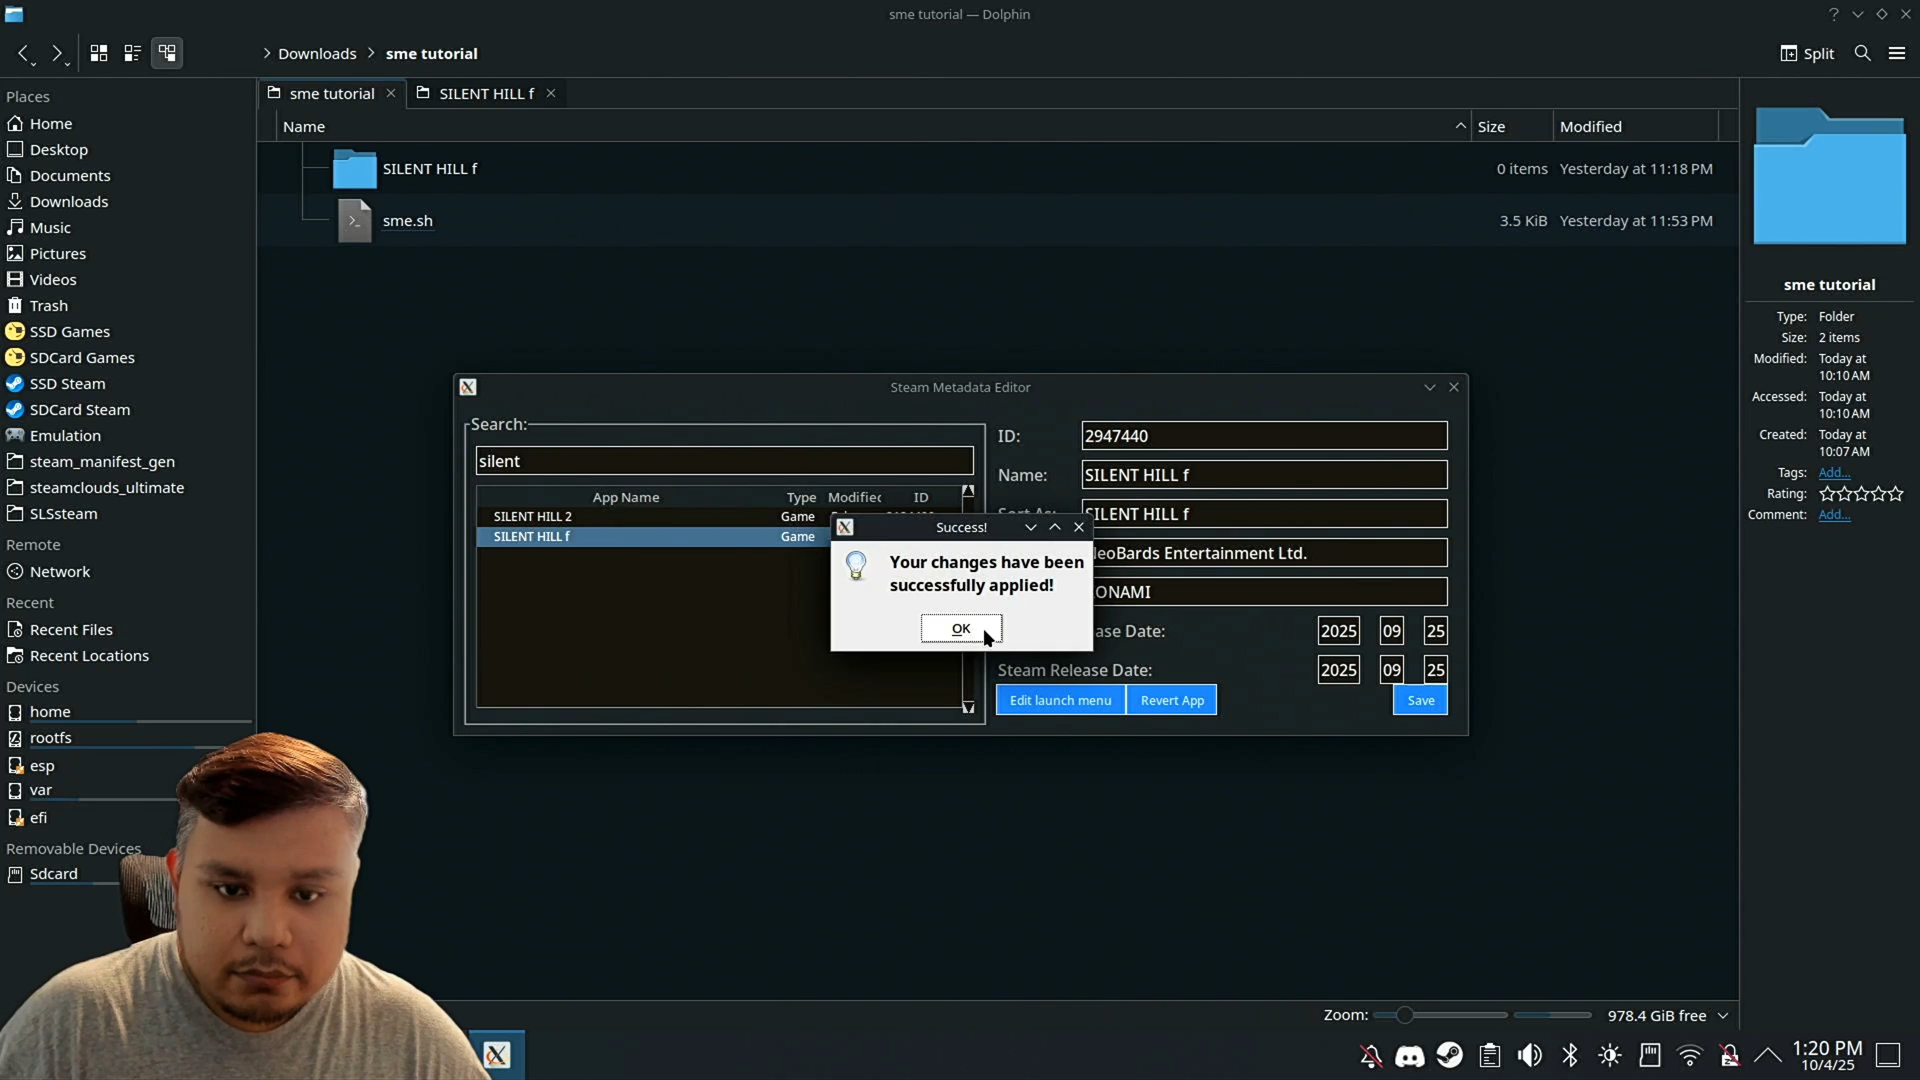 sme tutorial — Dolphin
Split
Downloads
sme tutorial
sme tutorial
SILENT HILL f
Name
Size
Modified
SILENT HILL f
0 items
Yesterday at 11:18 PM
sme.sh
3.5 KiB
Yesterday at 11:53 PM
Places
Home
Desktop
Documents
Downloads
Music
Pictures
Videos
Trash
SSD Games
SDCard Games
SSD Steam
SDCard Steam
Emulation
steam_manifest_gen
steamclouds_ultimate
SLSsteam
Remote
Network
Recent
Recent Files
Recent Locations
Devices
home
rootfs
esp
var
efi
Removable Devices
Sdcard
Steam Metadata Editor
Search:
silent
App Name
Type
Modified
ID
SILENT HILL 2
Game
SILENT HILL f
Game
ID:
2947440
Name:
SILENT HILL f
SILENT HILL f
eoBards Entertainment Ltd.
ONAMI
ase Date:
2025
09
25
Steam Release Date:
2025
09
25
Edit launch menu
Revert App
Save
Success!
Your changes have been
successfully applied!
OK
sme tutorial
Type:
Folder
Size:
2 items
Modified:
Today at
10:10 AM
Accessed:
Today at
10:10 AM
Created:
Today at
10:07 AM
Tags:
Add...
Rating:
Comment:
Add...
Zoom:
978.4 GiB free
1:20 PM
10/4/25